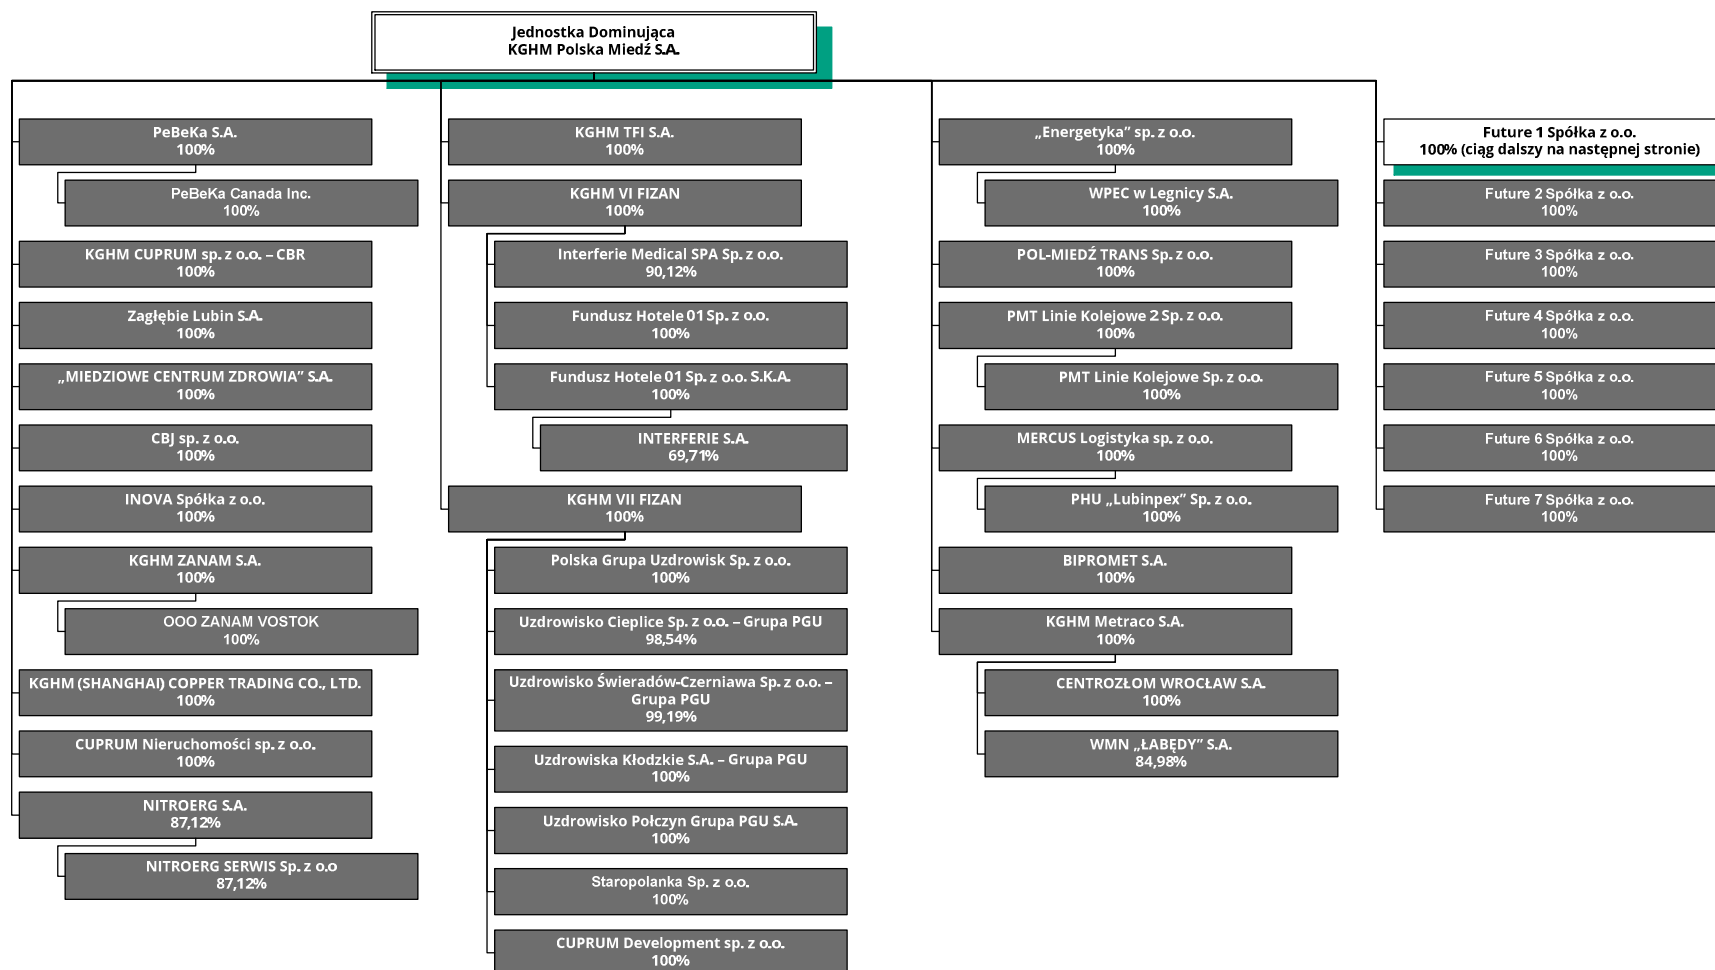 Jednostka Dominująca
KGHM Polska Miedź S.A.
PeBeKa S.A.
100%
PeBeKa Canada Inc.
100%
KGHM CUPRUM sp. z o.o. – CBR
100%
Zagłębie Lubin S.A.
100%
„MIEDZIOWE CENTRUM ZDROWIA” S.A.
100%
CBJ sp. z o.o.
100%
INOVA Spółka z o.o.
100%
KGHM ZANAM S.A.
100%
OOO ZANAM VOSTOK
100%
KGHM (SHANGHAI) COPPER TRADING CO., LTD.
100%
CUPRUM Nieruchomości sp. z o.o.
100%
NITROERG S.A.
87,12%
NITROERG SERWIS Sp. z o.o
87,12%
KGHM TFI S.A.
100%
KGHM VI FIZAN
100%
Interferie Medical SPA Sp. z o.o.
90,12%
Fundusz Hotele 01 Sp. z o.o.
100%
Fundusz Hotele 01 Sp. z o.o. S.K.A.
100%
INTERFERIE S.A.
69,71%
KGHM VII FIZAN
100%
Polska Grupa Uzdrowisk Sp. z o.o.
100%
Uzdrowisko Cieplice Sp. z o.o. – Grupa PGU
98,54%
Uzdrowisko Świeradów-Czerniawa Sp. z o.o. –
Grupa PGU
99,19%
Uzdrowiska Kłodzkie S.A. – Grupa PGU
100%
Uzdrowisko Połczyn Grupa PGU S.A.
100%
Staropolanka Sp. z o.o.
100%
CUPRUM Development sp. z o.o.
100%
„Energetyka” sp. z o.o.
100%
WPEC w Legnicy S.A.
100%
POL-MIEDŹ TRANS Sp. z o.o.
100%
PMT Linie Kolejowe 2 Sp. z o.o.
100%
PMT Linie Kolejowe Sp. z o.o.
100%
MERCUS Logistyka sp. z o.o.
100%
PHU „Lubinpex” Sp. z o.o.
100%
BIPROMET S.A.
100%
KGHM Metraco S.A.
100%
CENTROZŁOM WROCŁAW S.A.
100%
WMN „ŁABĘDY” S.A.
84,98%
Future 1 Spółka z o.o.
100% (ciąg dalszy na następnej stronie)
Future 2 Spółka z o.o.
100%
Future 3 Spółka z o.o.
100%
Future 4 Spółka z o.o.
100%
Future 5 Spółka z o.o.
100%
Future 6 Spółka z o.o.
100%
Future 7 Spółka z o.o.
100%